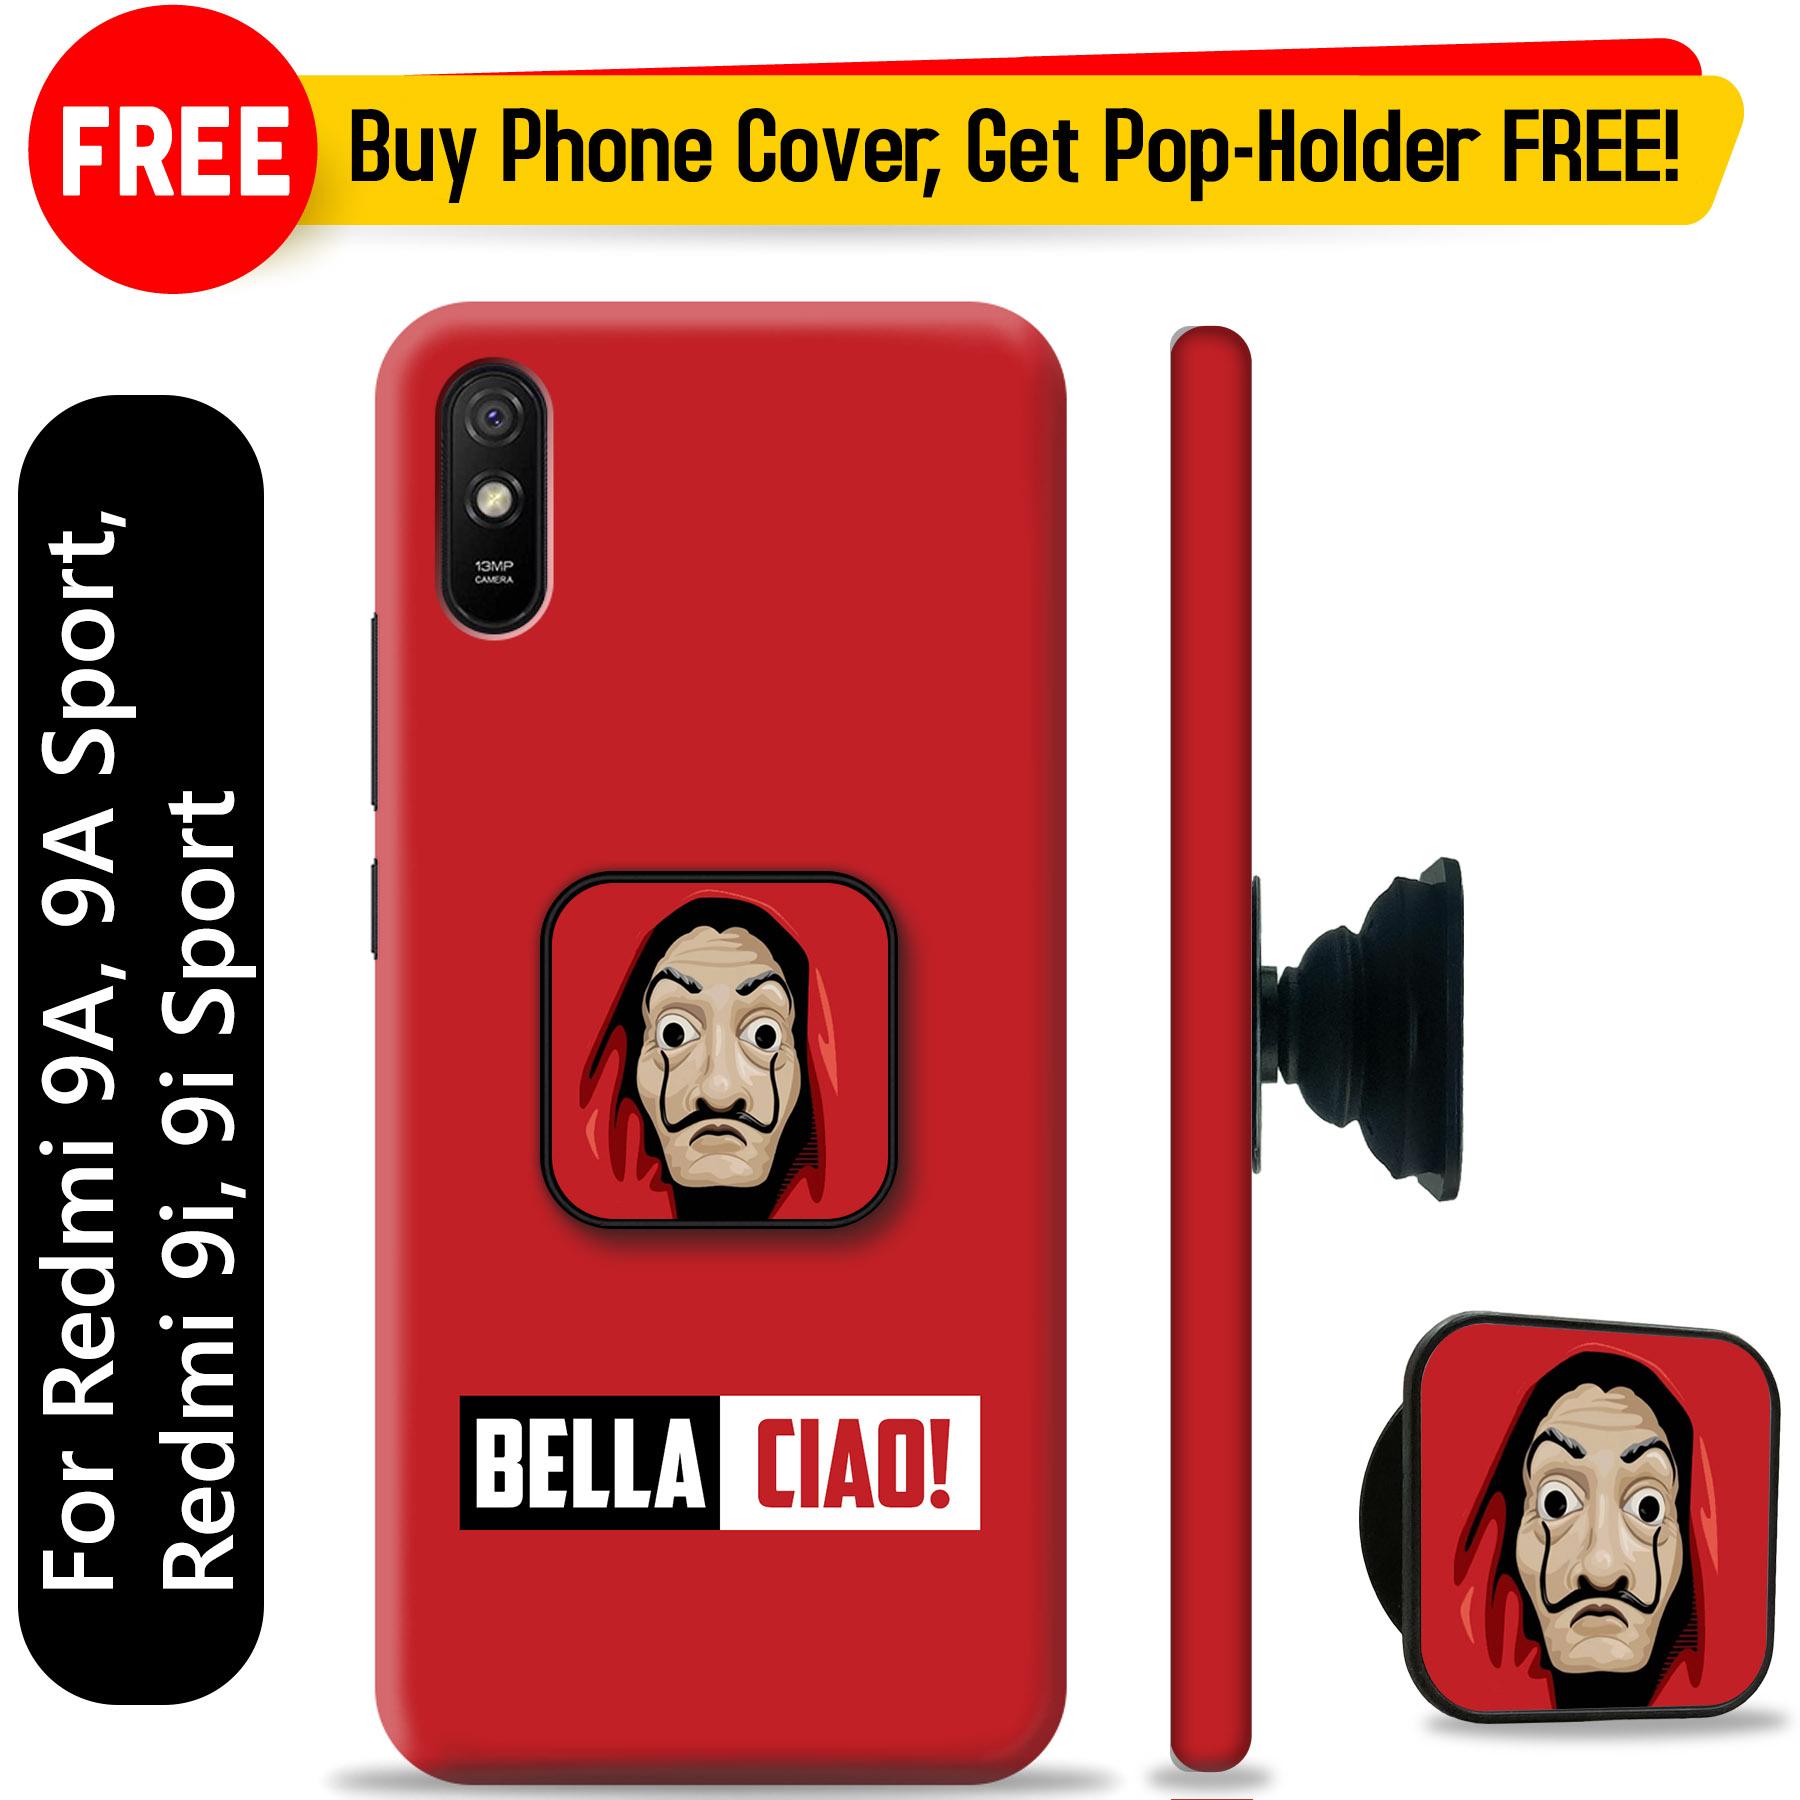 FREE
Buy Phone Cover, Get Pop-Holder FREE!
For Redmi 9A, 9A Sport,
Redmi 9i, 9i Sport
13MP
CAMERA
BELLA CIAO!